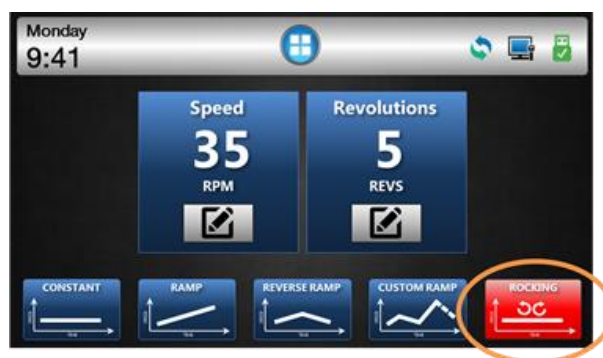 Monday
9:41
Speed
35
RPM
Revolutions
5
REVS
CONSTANT
RAMP
REVERSE RAMP
CUSTOM RAMP
ROCKING